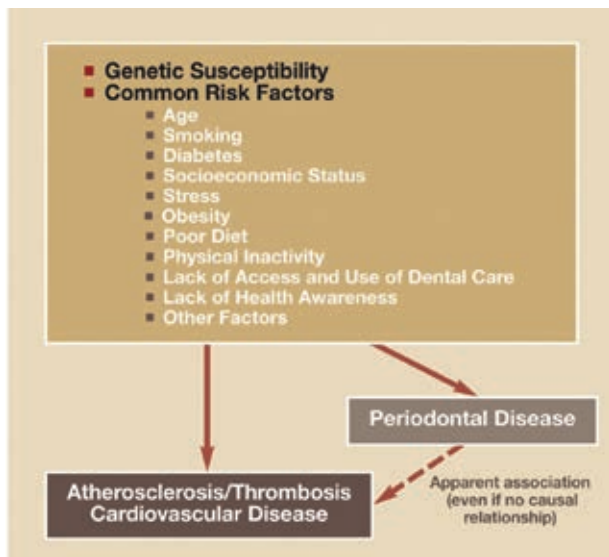 Genetic Susceptibility
Common Risk Factors
Age
Smoking
Diabetes
Socioeconomic Status
Stress
Obesity
Poor Diet
Physical Inactivity
Lack of Access and Use of Dental Care
Lack of Health Awareness
Other Factors
Periodontal Disease
Atherosclerosis/Thrombosis
Cardiovascular Disease
Apparent association
(even if no causal
relationship)